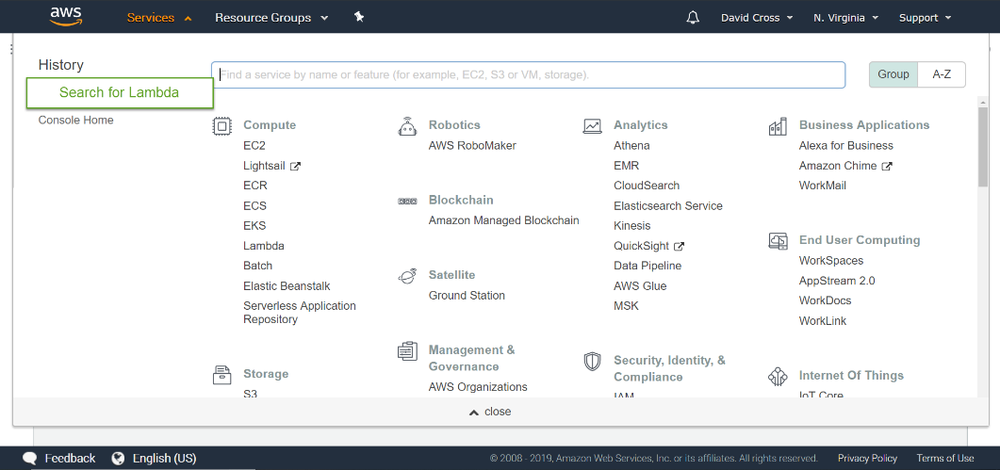 aws
Services
Resource Groups
David Cross
N. Virginia
Support
History
Search for Lambda
Console Home
Find a service by name or feature (for example, EC2, S3 or VM, storage).
Group
A-Z
Compute
EC2
Lightsail
ECR
ECS
EKS
Lambda
Batch
Elastic Beanstalk
Serverless Application
Repository
Storage
S3
Robotics
AWS RoboMaker
Blockchain
Amazon Managed Blockchain
Satellite
Ground Station
Management &
Governance
AWS Organizations
Analytics
Athena
EMR
CloudSearch
Elasticsearch Service
Kinesis
QuickSight
Data Pipeline
AWS Glue
MSK
Security, Identity, &
Compliance
IAM
Business Applications
Alexa for Business
Amazon Chime
WorkMail
End User Computing
WorkSpaces
AppStream 2.0
WorkDocs
WorkLink
Internet Of Things
IoT Core
close
Feedback
English (US)
© 2008 - 2019, Amazon Web Services, Inc. or its affiliates. All rights reserved.
Privacy Policy
Terms of Use